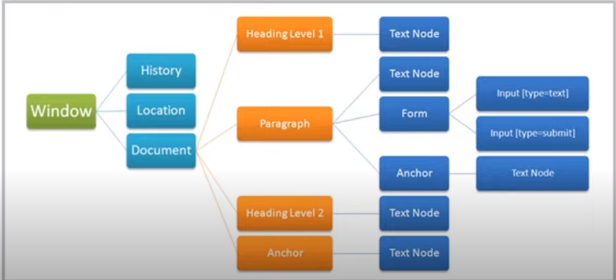 Window
History
Location
Document
Heading Level 1
Text Node
Paragraph
Text Node
Form
Input [type=text]
Input [type=submit]
Anchor
Text Node
Heading Level 2
Text Node
Anchor
Text Node